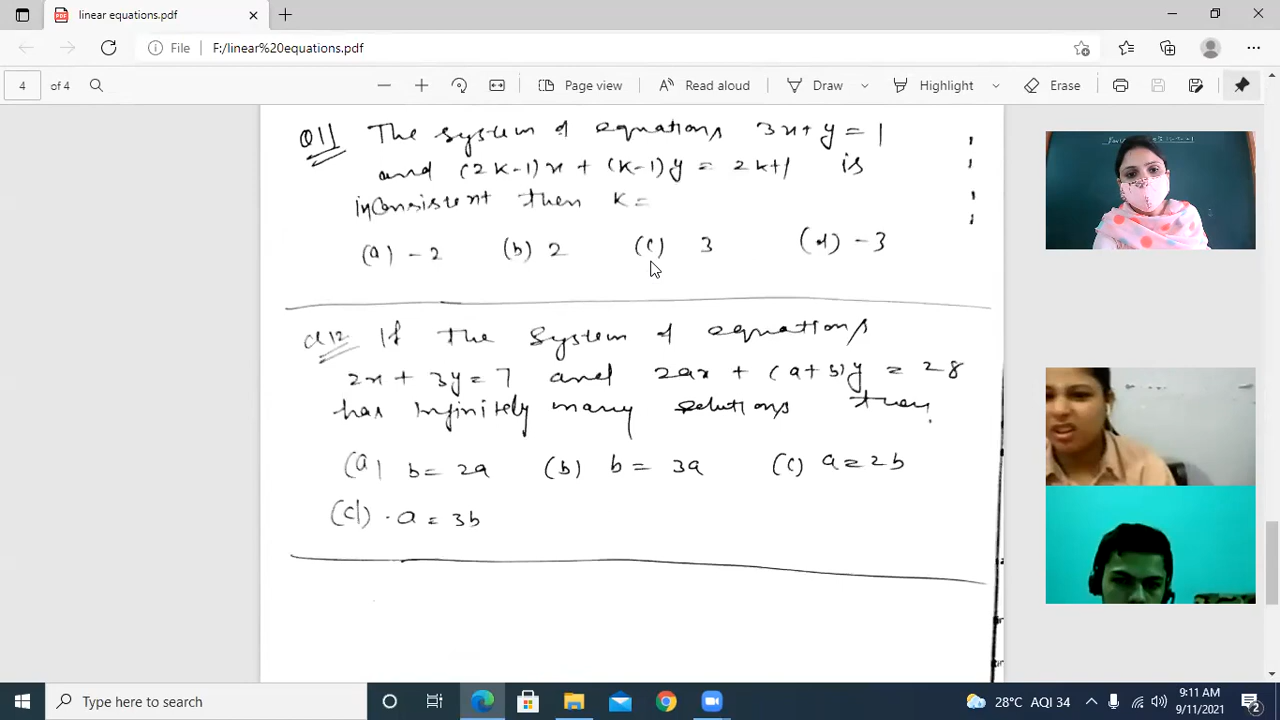 linear equations.pdf
File
F:/linear%20equations.pdf
4 of 4
Page view
Read aloud
Draw
Highlight
Erase
Q11 The system of equations 3x+y=1
and (2k-1)x + (k-1)y = 2k+1 is
inconsistent then k=
(a) -2 (b) 2 (c) 3 (d) -3
Q12 If the system of equations
2x + 3y = 7 and 2ax + (a+b)y = 28
has infinitely many solutions then
(a) b = 2a (b) b = 3a (c) a = 2b
(d) . a = 3b
Type here to search
28°C AQI 34
9:11 AM
9/11/2021
2